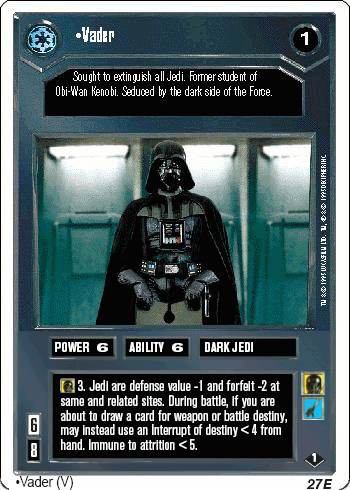 •Vader
1
Sought to extinguish all Jedi. Former student of
Obi-Wan Kenobi. Seduced by the dark side of the Force.
POWER 6 ABILITY 6 DARK JEDI
3. Jedi are defense value -1 and forfeit -2 at
same and related sites. During battle, if you
are about to draw a card for weapon or battle destiny,
may instead use an Interrupt of destiny < 4 from
hand. Immune to attrition < 5.
6
8
1
•Vader (V)
27E